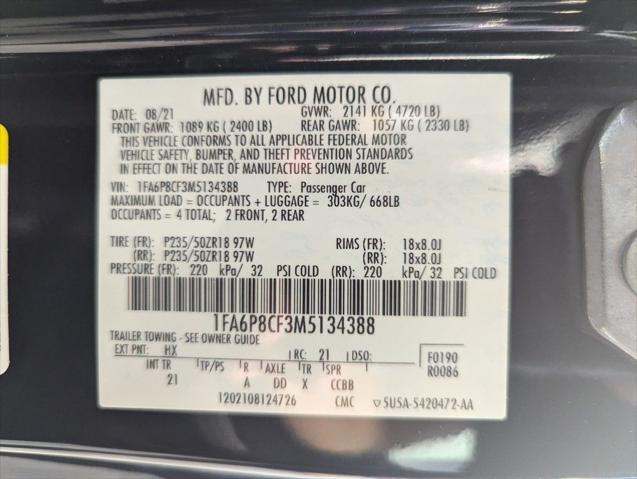 MFD. BY FORD MOTOR CO.
DATE: 08/21 GVWR: 2141 KG ( 4720 LB)
FRONT GAWR: 1089 KG ( 2400 LB) REAR GAWR: 1057 KG ( 2330 LB)
THIS VEHICLE CONFORMS TO ALL APPLICABLE FEDERAL MOTOR
VEHICLE SAFETY, BUMPER, AND THEFT PREVENTION STANDARDS
IN EFFECT ON THE DATE OF MANUFACTURE SHOWN ABOVE.
VIN: 1FA6P8CF3M5134388 TYPE: Passenger Car
MAXIMUM LOAD = OCCUPANTS + LUGGAGE = 303KG/ 668LB
OCCUPANTS = 4 TOTAL; 2 FRONT, 2 REAR
TIRE (FR): P235/50ZR18 97W RIMS (FR): 18x8.0J
(RR): P235/50ZR18 97W (RR): 18x8.0J
PRESSURE (FR): 220 kPa/ 32 PSI COLD (RR): 220 kPa/ 32 PSI COLD
1FA6P8CF3M5134388
TRAILER TOWING - SEE OWNER GUIDE
EXT PNT: HX RC: 21 DSO: F0190
INT TR TP/PS R AXLE TR SPR R0086
21 A DD X CCBB
1202108124726 CMC ▽5U5A-5420472-AA